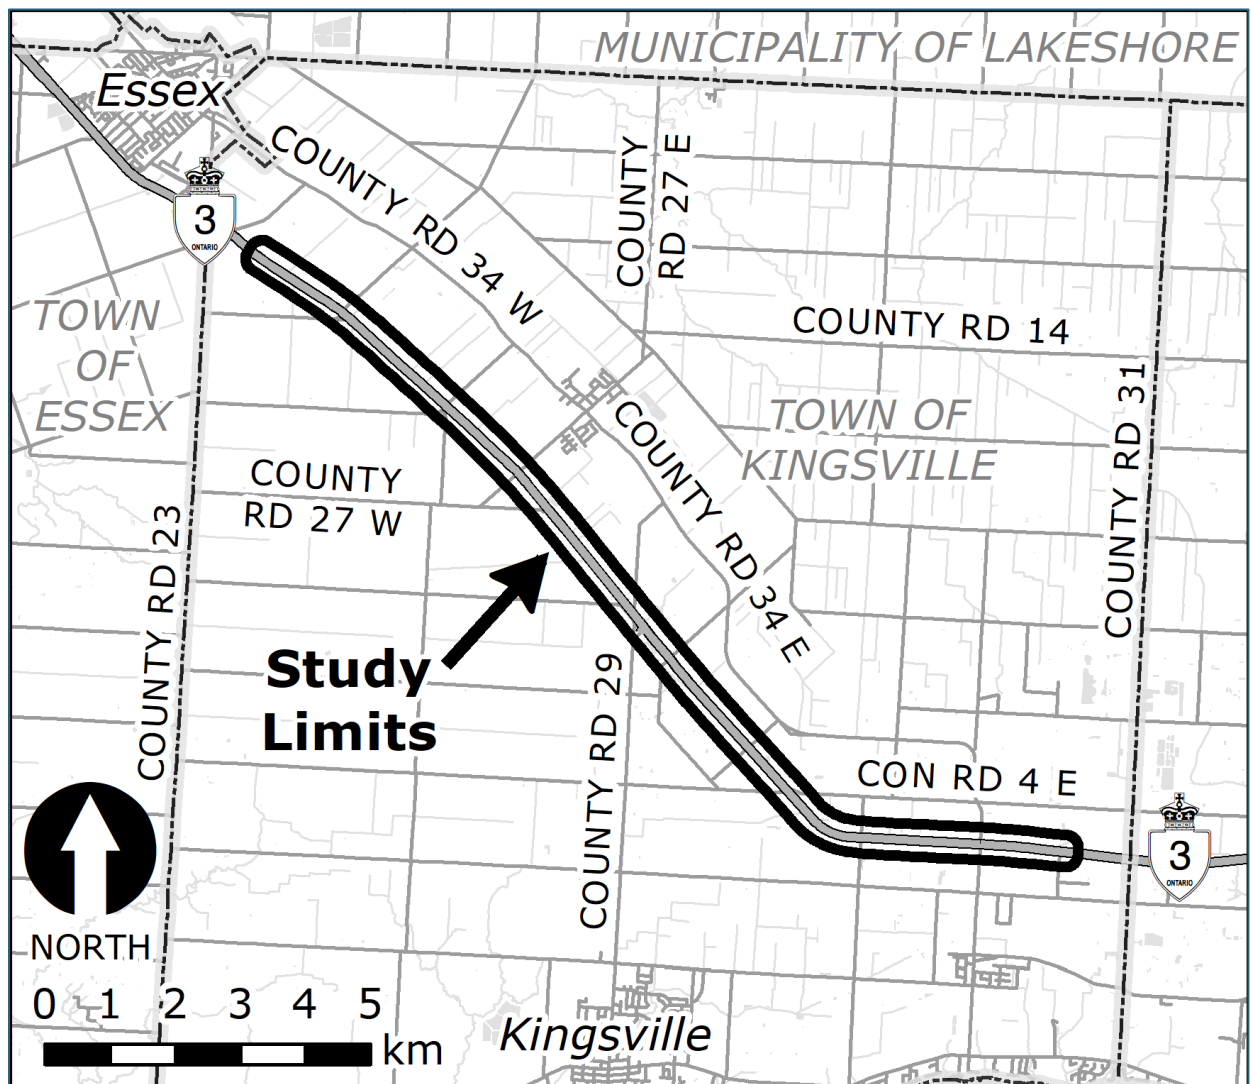 MUNICIPALITY OF LAKESHORE
Essex
COUNTY RD 34 W
COUNTY
RD 27 E
3
ONTARIO
TOWN
OF
ESSEX
COUNTY RD 14
COUNTY RD 31
TOWN OF
KINGSVILLE
COUNTY RD 34 E
COUNTY
RD 27 W
COUNTY RD 23
Study
Limits
COUNTY RD 29
CON RD 4 E
3
ONTARIO
NORTH
0 1 2 3 4 5
km
Kingsville